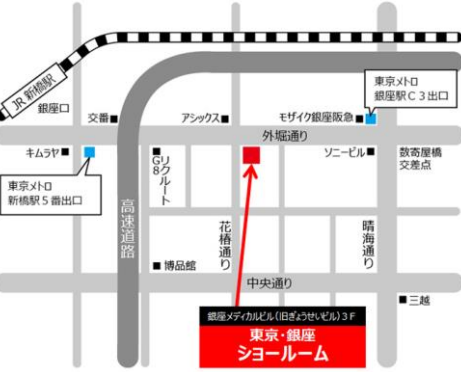 JR 新橋駅
銀座口
交番
アシックス
モザイク銀座阪急
東京メトロ
銀座駅C3出口
外堀通り
キムラヤ
リクルート
G8
ソニービル
数寄屋橋
交差点
東京メトロ
新橋駅5番出口
高速道路
花椿通り
晴海通り
博品館
中央通り
三越
銀座メディカルビル(旧ぎょうせいビル)3F
東京・銀座
ショールーム